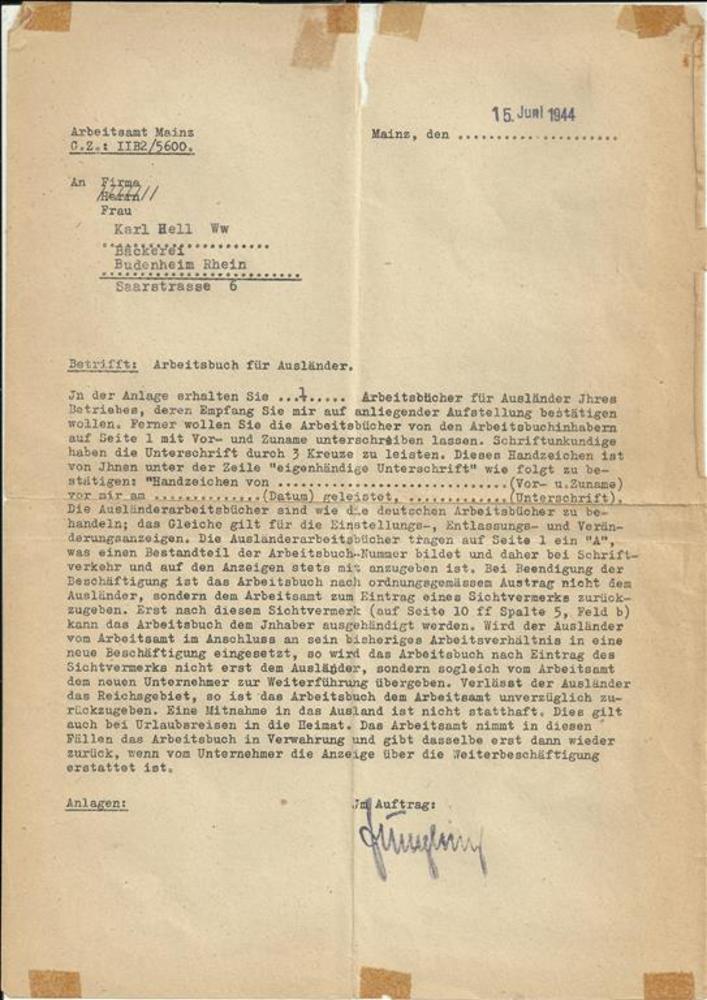 15. Juni 1944
Arbeitsamt Mainz
Mainz, den ......................
G.Z.: IIB2/5600.
An Firma
Herrn
Frau
Karl Hell Ww
Bäckerei
Budenheim Rhein
Saarstrasse 6
Betrifft: Arbeitsbuch für Ausländer.
Jn der Anlage erhalten Sie ...1..... Arbeitsbücher für Ausländer Jhres
Betriebes, deren Empfang Sie mir auf anliegender Aufstellung bestätigen
wollen. Ferner wollen Sie die Arbeitsbücher von den Arbeitsbuchinhabern
auf Seite 1 mit Vor- und Zuname unterschreiben lassen. Schriftunkundige
haben die Unterschrift durch 3 Kreuze zu leisten. Dieses Handzeichen ist
von Jhnen unter der Zeile "eigenhändige Unterschrift" wie folgt zu be-
stätigen: "Handzeichen von ..............................(Vor- u.Zuname)
vor mir am .............(Datum) geleistet, ............(Unterschrift).
Die Ausländerarbeitsbücher sind wie die deutschen Arbeitsbücher zu be-
handeln; das Gleiche gilt für die Einstellungs-, Entlassungs- und Verän-
derungsanzeigen. Die Ausländerarbeitsbücher tragen auf Seite 1 ein "A",
was einen Bestandteil der Arbeitsbuch-Nummer bildet und daher bei Schrift-
verkehr und auf den Anzeigen stets mit anzugeben ist. Bei Beendigung der
Beschäftigung ist das Arbeitsbuch nach ordnungsgemässem Austrag nicht dem
Ausländer, sondern dem Arbeitsamt zum Eintrag eines Sichtvermerks zurück-
zugeben. Erst nach diesem Sichtvermerk (auf Seite 10 ff Spalte 5, Feld b)
kann das Arbeitsbuch dem Jnhaber ausgehändigt werden. Wird der Ausländer
vom Arbeitsamt im Anschluss an sein bisheriges Arbeitsverhältnis in eine
neue Beschäftigung eingesetzt, so wird das Arbeitsbuch nach Eintrag des
Sichtvermerks nicht erst dem Ausländer, sondern sogleich vom Arbeitsamt
dem neuen Unternehmer zur Weiterführung übergeben. Verlässt der Ausländer
das Reichsgebiet, so ist das Arbeitsbuch dem Arbeitsamt unverzüglich zu-
rückzugeben. Eine Mitnahme in das Ausland ist nicht statthaft. Dies gilt
auch bei Urlaubsreisen in die Heimat. Das Arbeitsamt nimmt in diesen
Fällen das Arbeitsbuch in Verwahrung und gibt dasselbe erst dann wieder
zurück, wenn vom Unternehmer die Anzeige über die Weiterbeschäftigung
erstattet ist.
Anlagen:
Jm Auftrag: